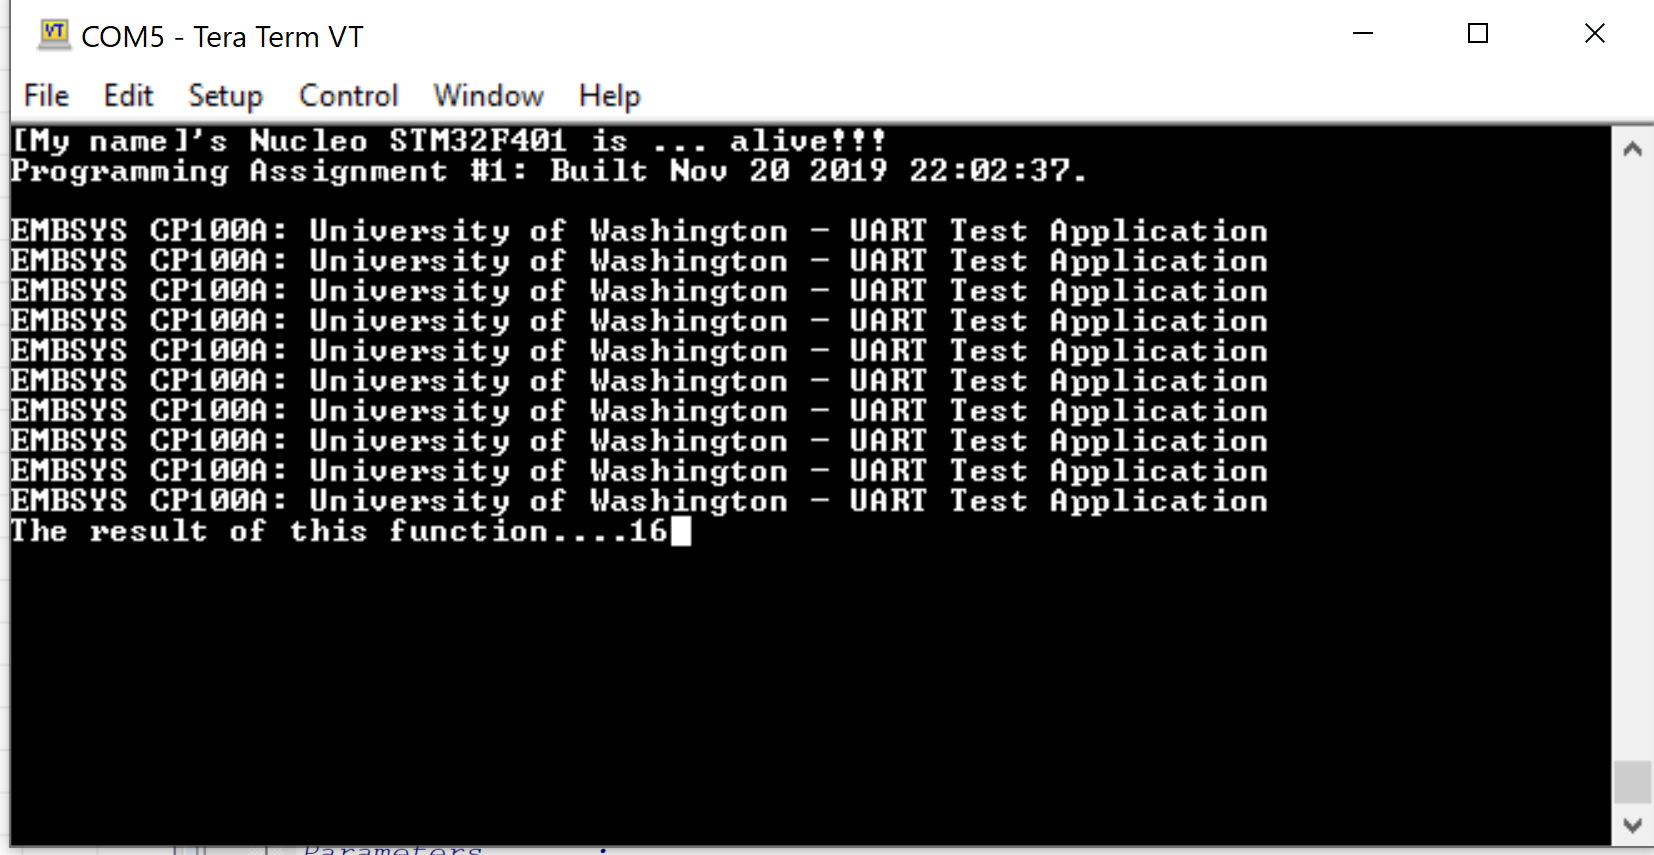 VT COM5 - Tera Term VT
File Edit Setup Control Window Help
[My name]'s Nucleo STM32F401 is ... alive!!!
Programming Assignment #1: Built Nov 20 2019 22:02:37.
EMBSYS CP100A: University of Washington - UART Test Application
EMBSYS CP100A: University of Washington - UART Test Application
EMBSYS CP100A: University of Washington - UART Test Application
EMBSYS CP100A: University of Washington - UART Test Application
EMBSYS CP100A: University of Washington - UART Test Application
EMBSYS CP100A: University of Washington - UART Test Application
EMBSYS CP100A: University of Washington - UART Test Application
EMBSYS CP100A: University of Washington - UART Test Application
EMBSYS CP100A: University of Washington - UART Test Application
EMBSYS CP100A: University of Washington - UART Test Application
The result of this function....16
Parameters :